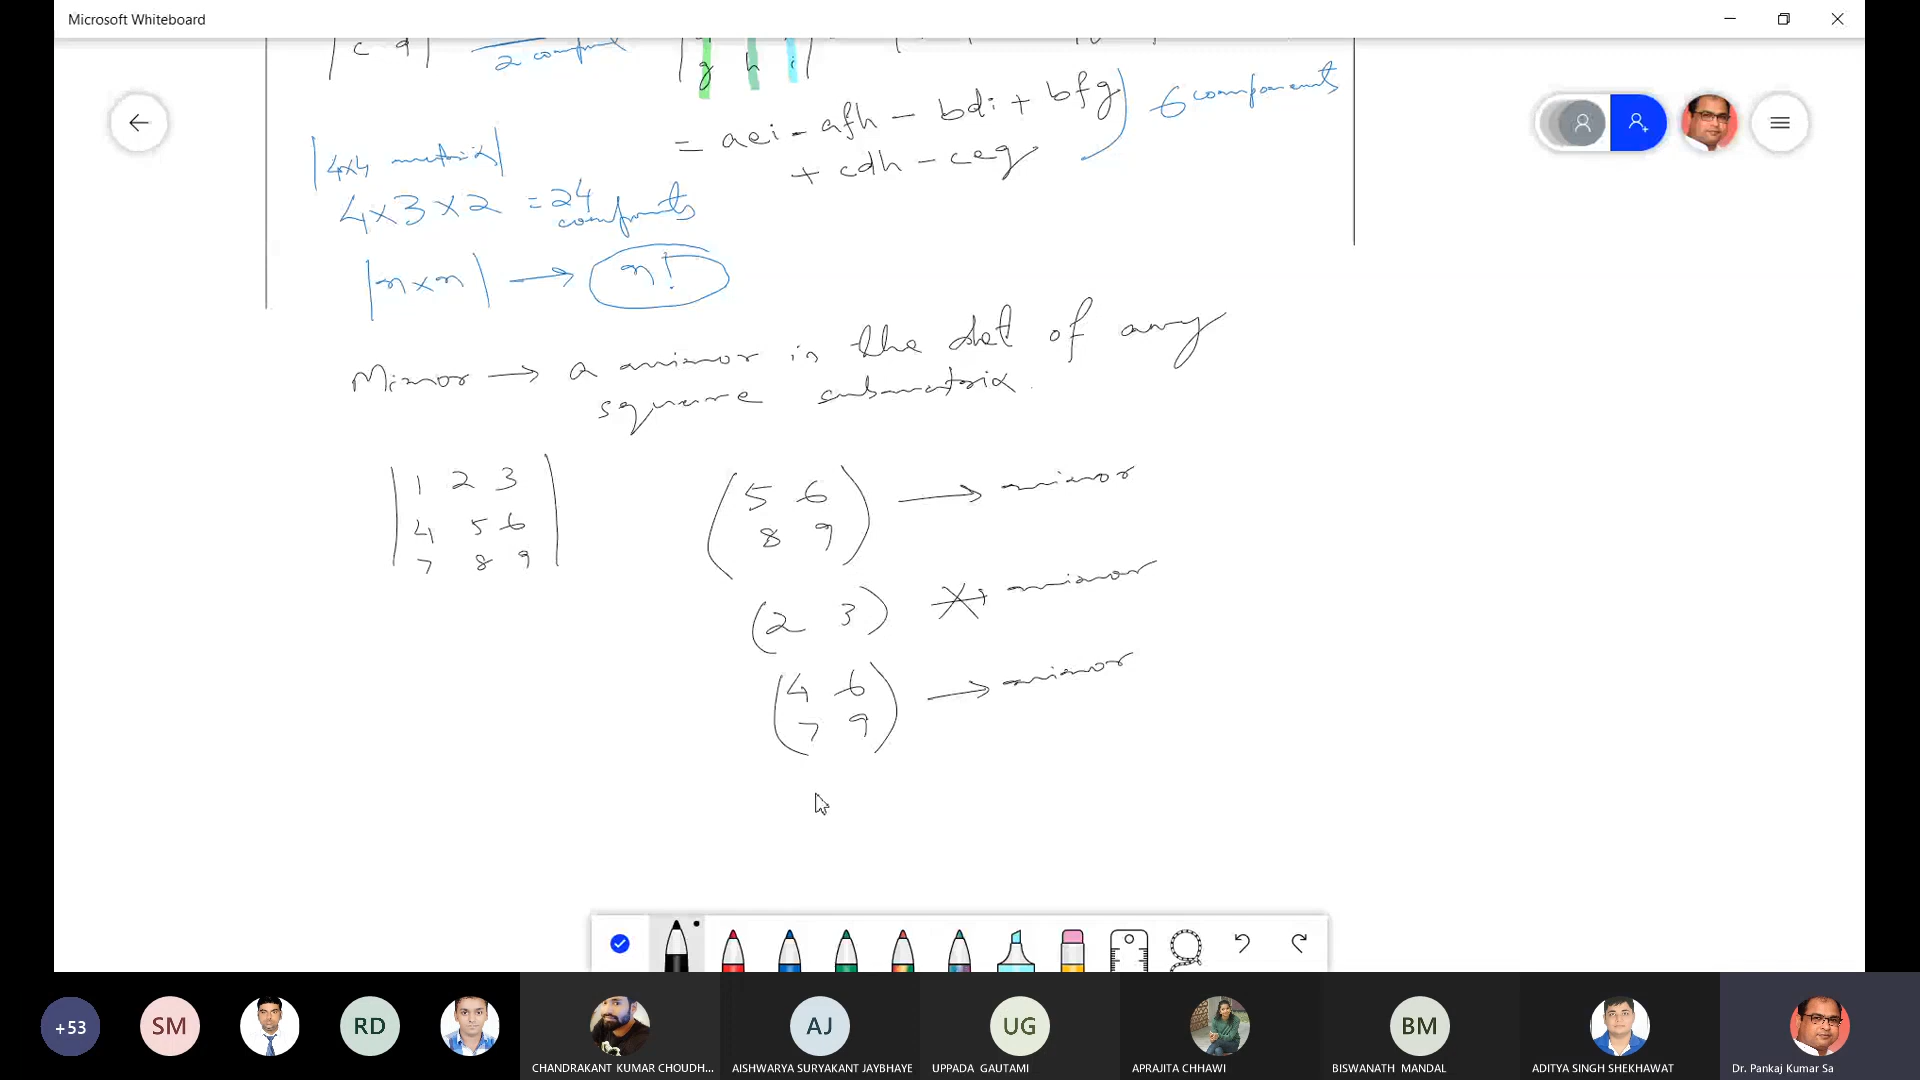 Microsoft Whiteboard
2 compnt
g h i
= aei - afh - bdi + bfg
+ cdh - ceg
6 components
|4x4 matrix|
4x3x2 = 24
compnents
|n x n| → n!
Minor → a minor is the det of any
square submatrix.
1 2 3
4 5 6
7 8 9
(5 6
8 9) → minor
(2 3) minor
(4 6
7 9) → minor
+53
SM
RD
CHANDRAKANT KUMAR CHOUDH...
AJ
AISHWARYA SURYAKANT JAYBHAYE
UG
UPPADA GAUTAMI
APRAJITA CHHAWI
BM
BISWANATH MANDAL
ADITYA SINGH SHEKHAWAT
Dr. Pankaj Kumar Sa